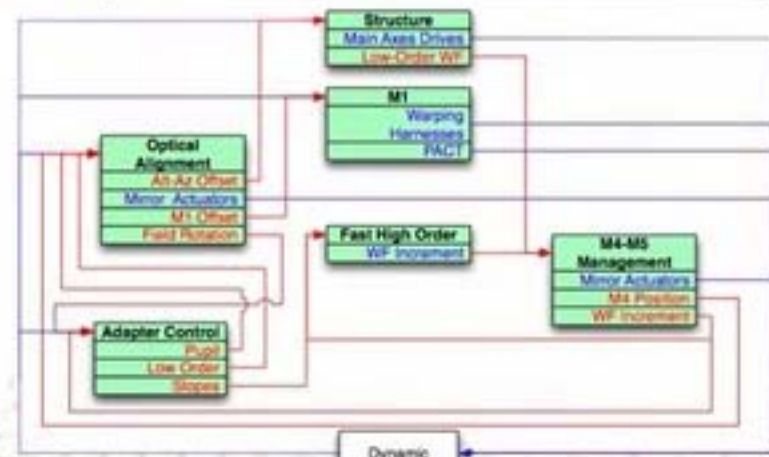 Structure
Main Axes Drives
Low-Order WF
M1
Warping
Harnesses
PACT
Optical
Alignment
Alt-Az Offset
Mirror Actuators
M1 Offset
Field Rotation
Fast High Order
WF Increment
M4-M5
Management
Mirror Actuators
M4 Position
WF Increment
Adapter Control
Pupil
Low Order
Slopes
Dynamic